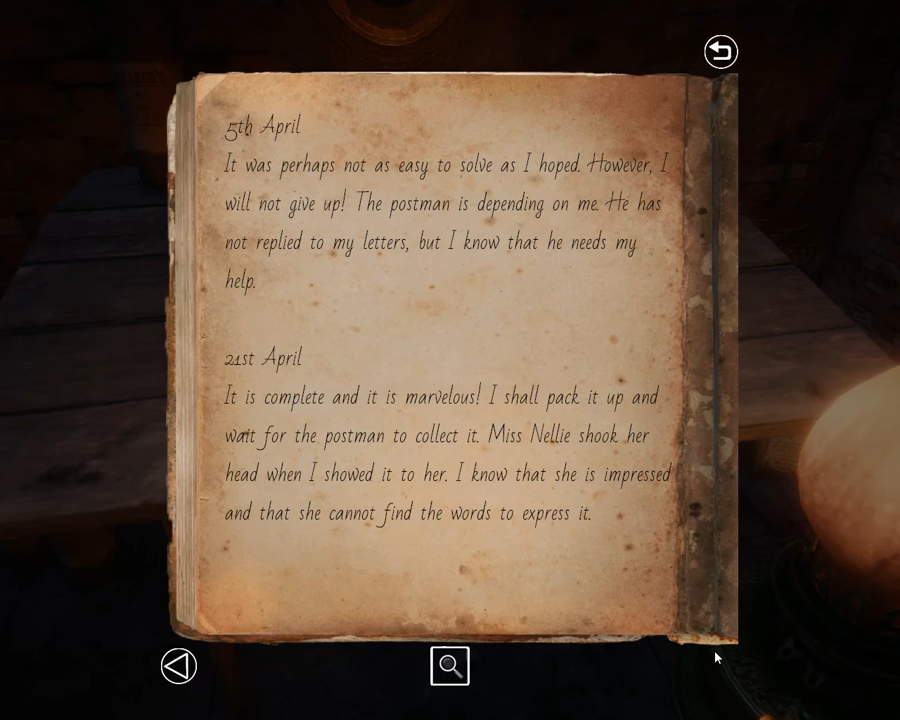 5th April
It was perhaps not as easy to solve as I hoped. However, I
will not give up! The postman is depending on me. He has
not replied to my letters, but I know that he needs my
help.
21st April
It is complete and it is marvelous! I shall pack it up and
wait for the postman to collect it. Miss Nellie shook her
head when I showed it to her. I know that she is impressed
and that she cannot find the words to express it.